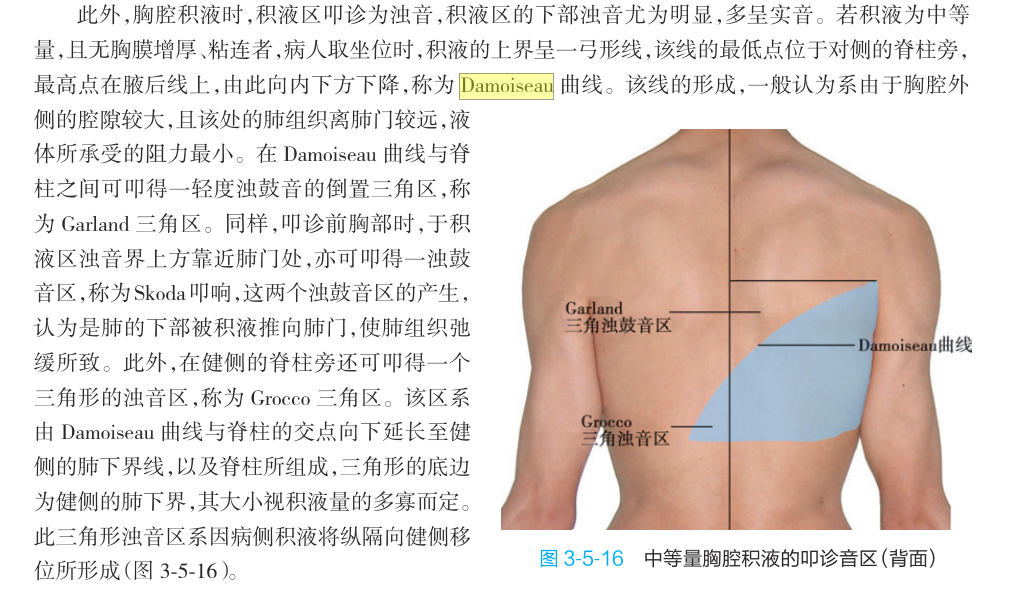 此外,胸腔积液时,积液区叩诊为浊音,积液区的下部浊音尤为明显,多呈实音。若积液为中等
量,且无胸膜增厚、粘连者,病人取坐位时,积液的上界呈一弓形线,该线的最低点位于对侧的脊柱旁,
最高点在腋后线上,由此向内下方下降,称为 Damoiseau 曲线。该线的形成,一般认为系由于胸腔外
侧的腔隙较大,且该处的肺组织离肺门较远,液
体所承受的阻力最小。在 Damoiseau 曲线与脊
柱之间可叩得一轻度浊鼓音的倒置三角区,称
为 Garland 三角区。同样,叩诊前胸部时,于积
液区浊音界上方靠近肺门处,亦可叩得一浊鼓
音区,称为 Skoda 叩响,这两个浊鼓音区的产生,
认为是肺的下部被积液推向肺门,使肺组织弛
缓所致。此外,在健侧的脊柱旁还可叩得一个
三角形的浊音区,称为 Grocco 三角区。该区系
由 Damoiseau 曲线与脊柱的交点向下延长至健
侧的肺下界线,以及脊柱所组成,三角形的底边
为健侧的肺下界,其大小视积液量的多寡而定。
此三角形浊音区系因病侧积液将纵隔向健侧移
位所形成(图 3-5-16)。
Garland
三角浊鼓音区
Damoiseau曲线
Grocco
三角浊音区
图 3-5-16 中等量胸腔积液的叩诊音区(背面)